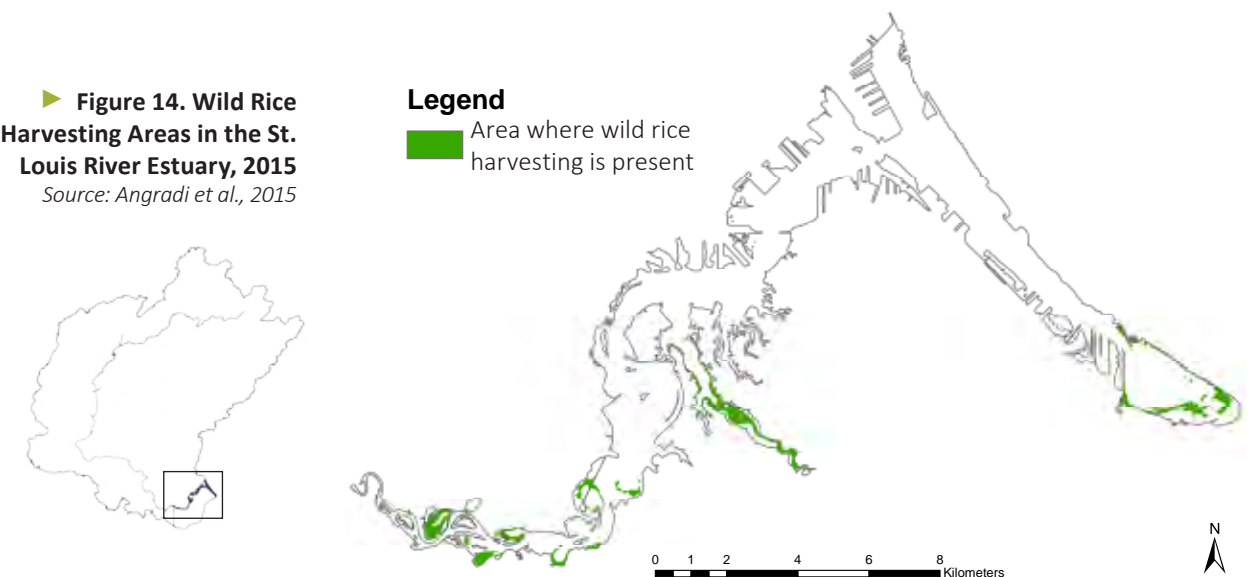 ▶ Figure 14. Wild Rice
Harvesting Areas in the St.
Louis River Estuary, 2015
Source: Angradi et al., 2015
Legend
Area where wild rice
harvesting is present
N
0 1 2 4 6 8
Kilometers